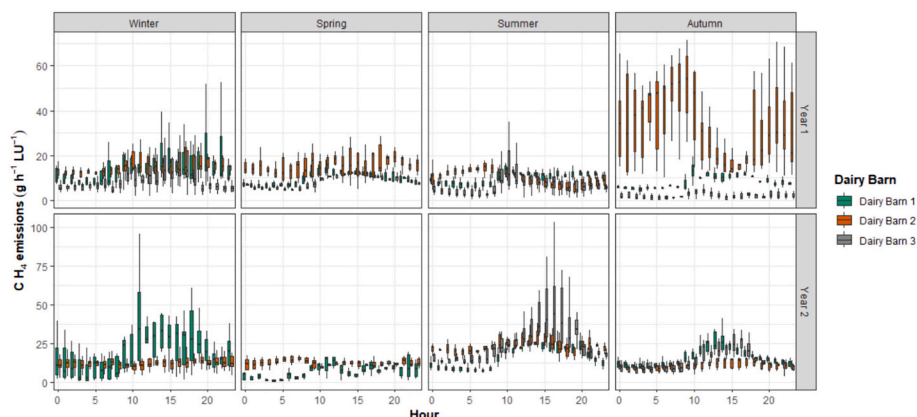 Winter Spring Summer Autumn
CH₄ emissions (g h⁻¹ LU⁻¹)
60
40
20
0
Year 1
100
75
50
25
0
Year 2
0 5 10 15 20 0 5 10 15 20 0 5 10 15 20 0 5 10 15 20
Hour
Dairy Barn
Dairy Barn 1
Dairy Barn 2
Dairy Barn 3